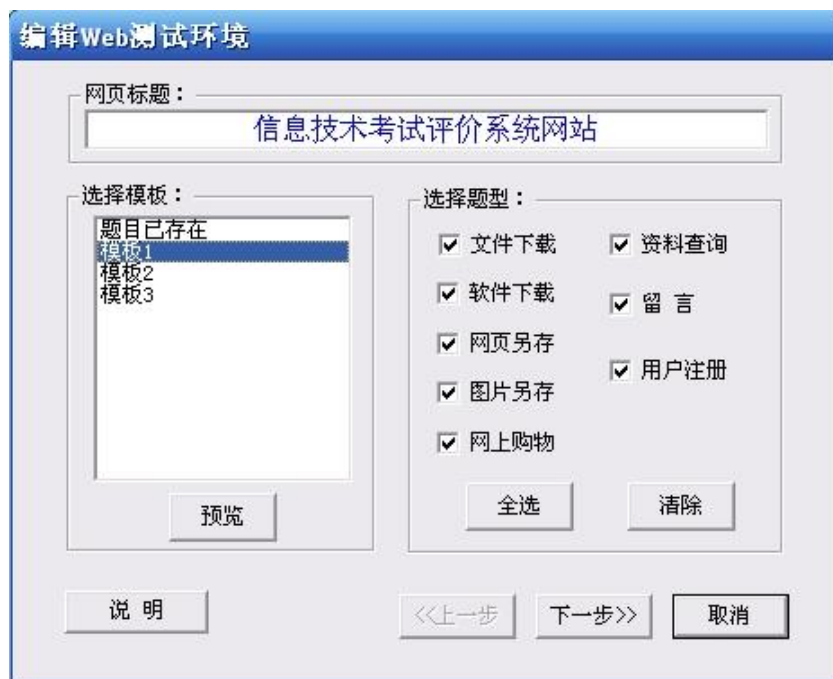 编辑Web测试环境
网页标题：
信息技术考试评价系统网站
选择模板：
题目已存在
模板1
模板2
模板3
预览
选择题型：
文件下载
资料查询
软件下载
留 言
网页另存
用户注册
图片另存
网上购物
全选
清除
说 明
<<上一步
下一步>>
取消